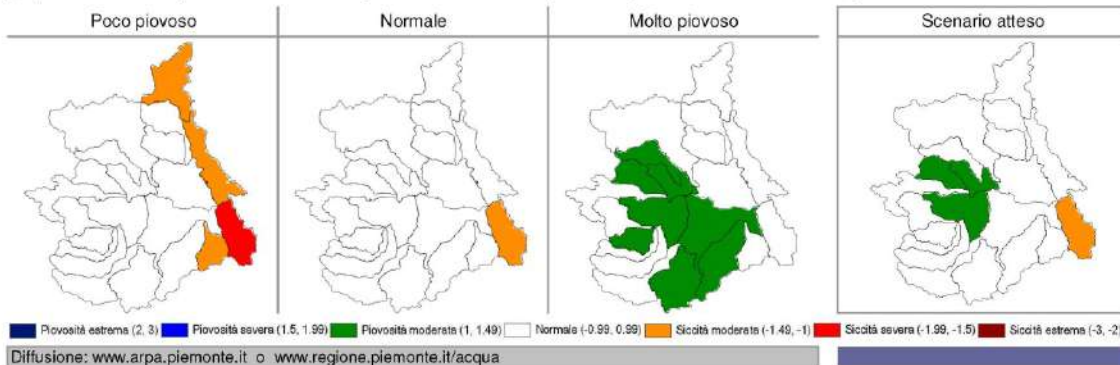 Poco piovoso
Normale
Molto piovoso
Scenario atteso
Piovosità estrema (2, 3)
Piovosità severa (1.5, 1.99)
Piovosità moderata (1, 1.49)
Normale (-0.99, 0.99)
Siccità moderata (-1.49, -1)
Siccità severa (-1.99, -1.5)
Siccità estrema (-3, -2,
Diffusione: www.arpa.piemonte.it o www.regione.piemonte.it/acqua